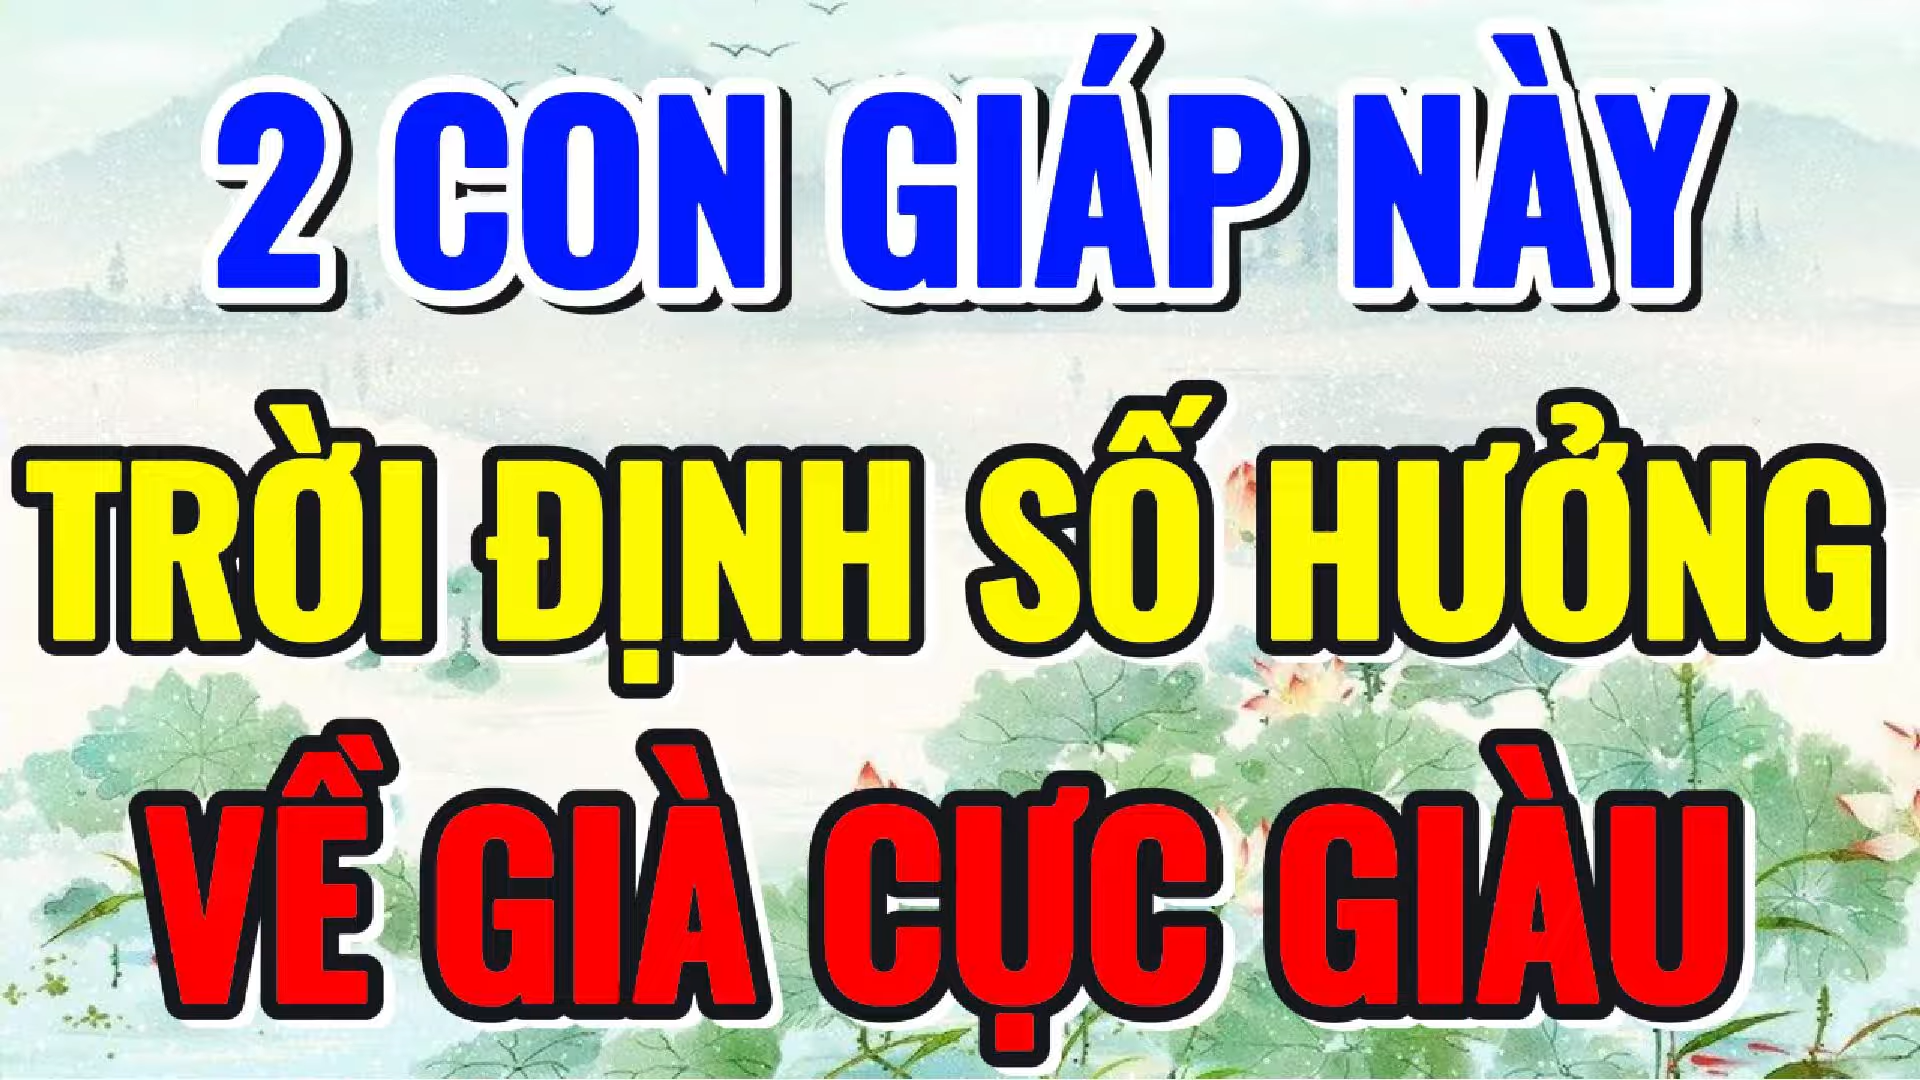 2 CON GIÁP NÀY
TRỜI ĐỊNH SỐ HƯỞNG
VỀ GIÀ CỰC GIÀU